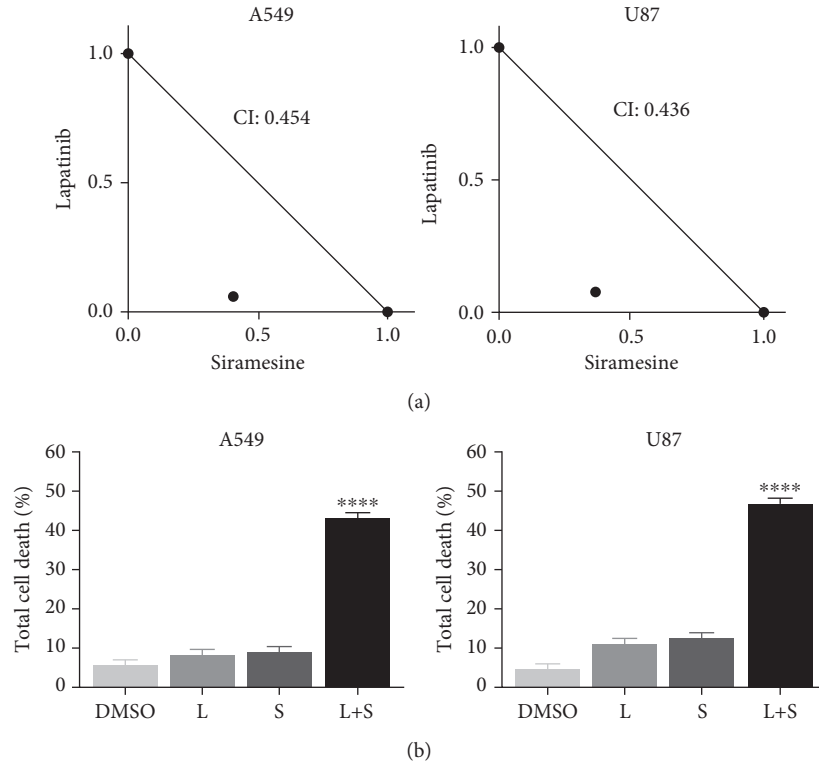 A549
1.0
0.5
0.0
Lapatinib
CI: 0.454
0.0 0.5 1.0
Siramesine
U87
1.0
0.5
0.0
Lapatinib
CI: 0.436
0.0 0.5 1.0
Siramesine
(a)
A549
60
50
40
30
20
10
0
Total cell death (%)
****
DMSO L S L+S
U87
60
50
40
30
20
10
0
Total cell death (%)
****
DMSO L S L+S
(b)